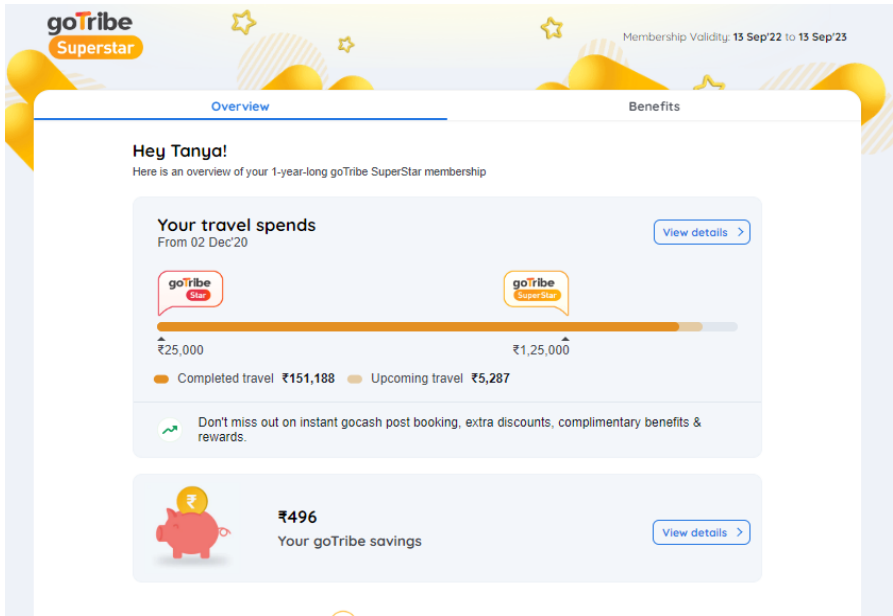 goTribe
Superstar
Membership Validity: 13 Sep'22 to 13 Sep'23
Overview
Benefits
Hey Tanya!
Here is an overview of your 1-year-long goTribe SuperStar membership
Your travel spends
View details >
From 02 Dec'20
goTribe
Star
goTribe
SuperStar
₹25,000
₹1,25,000
Completed travel ₹151,188 Upcoming travel ₹5,287
Don't miss out on instant gocash post booking, extra discounts, complimentary benefits &
rewards.
₹
₹496
Your goTribe savings
View details >